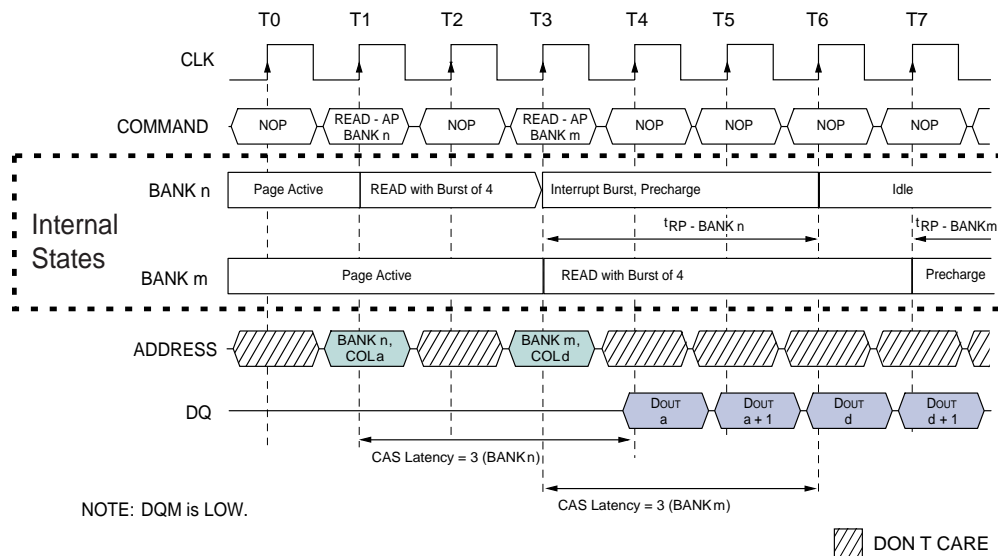 T0 T1 T2 T3 T4 T5 T6 T7
CLK
COMMAND NOP READ - AP BANK n NOP READ - AP BANK m NOP NOP NOP NOP
Internal States
BANK n Page Active READ with Burst of 4 Interrupt Burst, Precharge Idle
tRP - BANK n tRP - BANK m
BANK m Page Active READ with Burst of 4 Precharge
ADDRESS BANK n, COL a BANK m, COL d
DQ DOUT a DOUT a + 1 DOUT d DOUT d + 1
CAS Latency = 3 (BANK n)
CAS Latency = 3 (BANK m)
NOTE: DQM is LOW.
DON T CARE